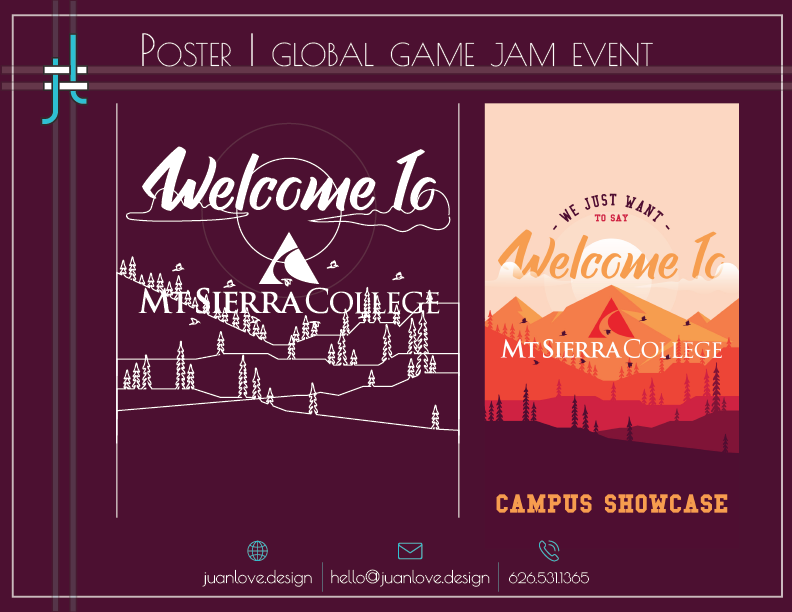 jl
POSTER | GLOBAL GAME JAM EVENT
Welcome To
MT SIERRA COLLEGE
- WE JUST WANT -
TO SAY
Welcome To
MT SIERRA COLLEGE
CAMPUS SHOWCASE
juanlove.design | hello@juanlove.design | 626.531.1365